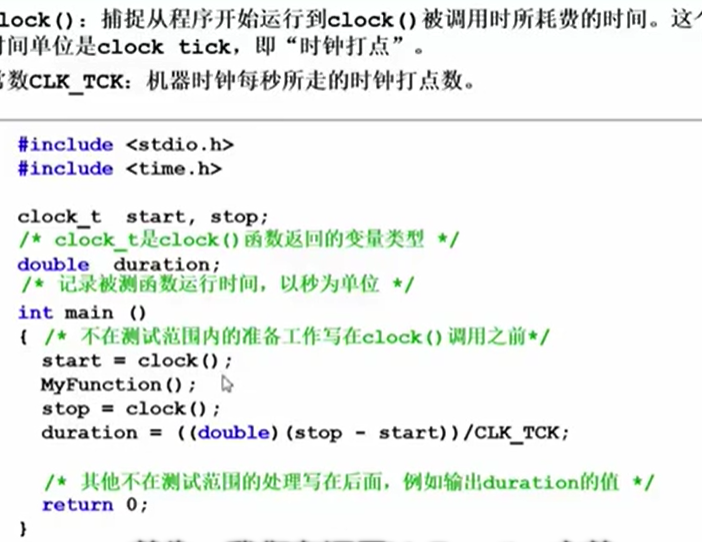 lock(): 捕捉从程序开始运行到clock()被调用时所耗费的时间。这
时间单位是clock tick,即“时钟打点”。
常数CLK_TCK: 机器时钟每秒所走的时钟打点数。
#include <stdio.h>
#include <time.h>
clock_t  start, stop;
/* clock_t是clock()函数返回的变量类型 */
double  duration;
/* 记录被测函数运行时间,以秒为单位 */
int main ()
{ /* 不在测试范围内的准备工作写在clock()调用之前*/
start = clock();
MyFunction();
stop = clock();
duration = ((double)(stop - start))/CLK_TCK;
/* 其他不在测试范围的处理写在后面,例如输出duration的值 */
return 0;
}